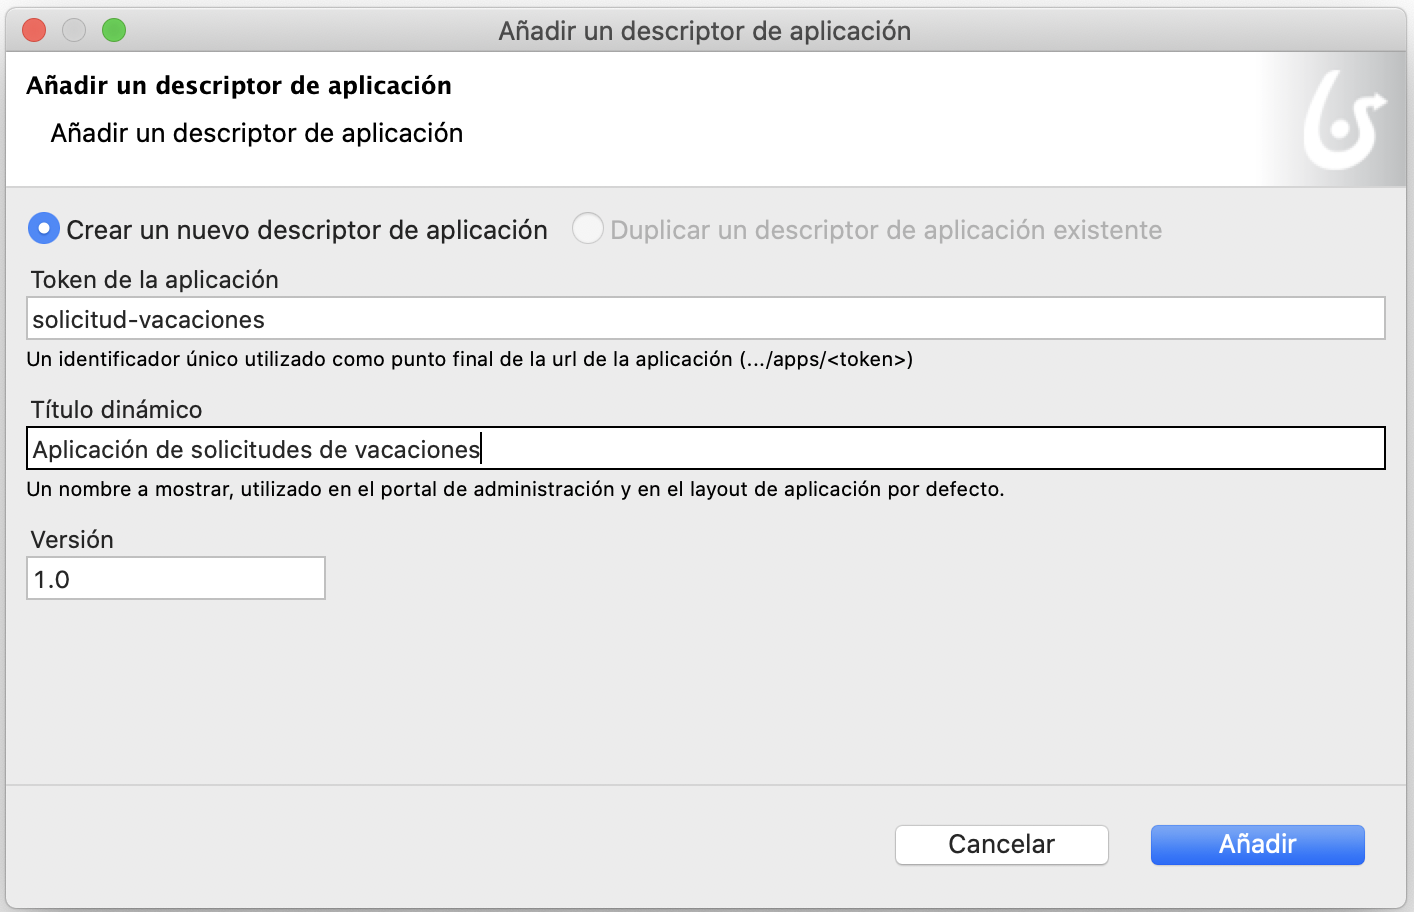 Añadir un descriptor de aplicación
Añadir un descriptor de aplicación
Añadir un descriptor de aplicación
Crear un nuevo descriptor de aplicación Duplicar un descriptor de aplicación existente
Token de la aplicación
solicitud-vacaciones
Un identificador único utilizado como punto final de la url de la aplicación (.../apps/<token>)
Título dinámico
Aplicación de solicitudes de vacaciones
Un nombre a mostrar, utilizado en el portal de administración y en el layout de aplicación por defecto.
Versión
1.0
Cancelar Añadir